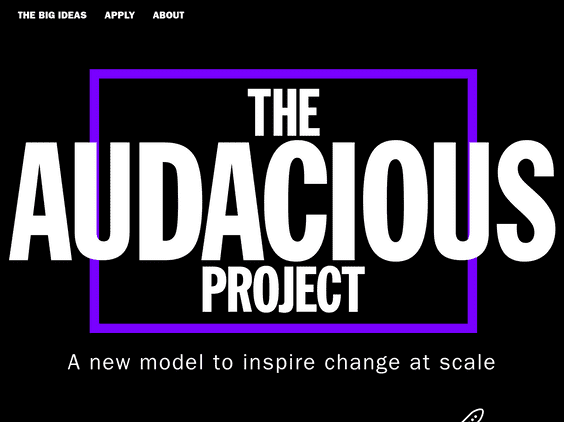 THE BIG IDEAS APPLY ABOUT
THE
AUDACIOUS
PROJECT
A new model to inspire change at scale